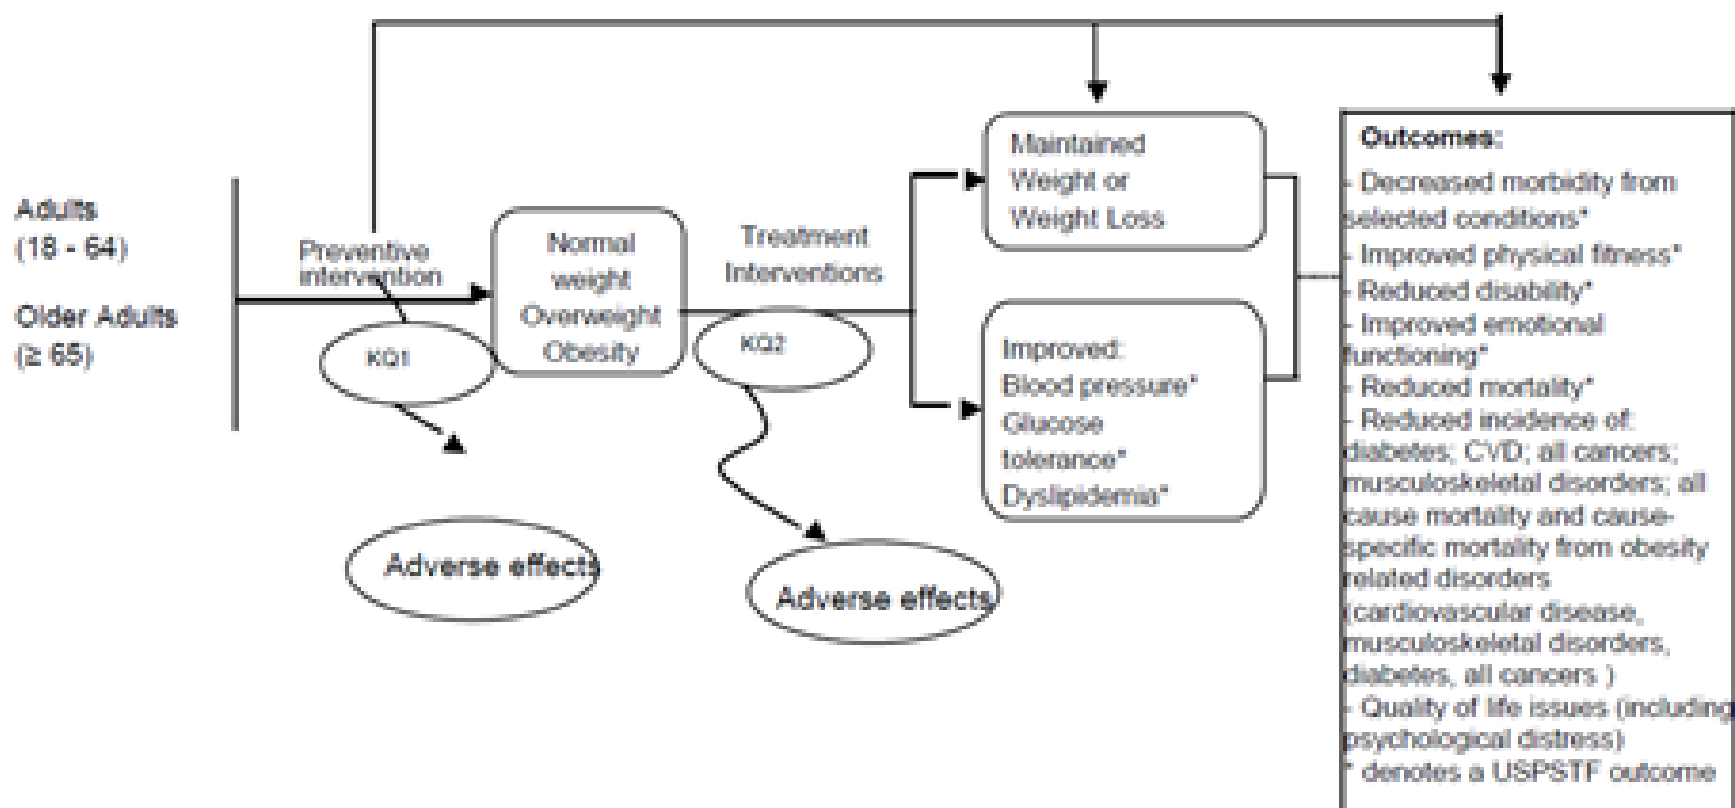 Adults
(18 - 64)
Older Adults
(≥ 65)
Preventive
intervention
KQ1
Adverse effects
Normal
weight
Overweight
Obesity
Treatment
Interventions
KQ2
Adverse effects
Maintained
Weight or
Weight Loss
Improved:
Blood pressure*
Glucose
tolerance*
Dyslipidemia*
Outcomes:
- Decreased morbidity from
selected conditions*
- Improved physical fitness*
- Reduced disability*
- Improved emotional
functioning*
- Reduced mortality*
- Reduced incidence of:
diabetes; CVD; all cancers;
musculoskeletal disorders; all
cause mortality and cause-
specific mortality from obesity
related disorders
(cardiovascular disease,
musculoskeletal disorders,
diabetes, all cancers )
- Quality of life issues (including
psychological distress)
* denotes a USPSTF outcome